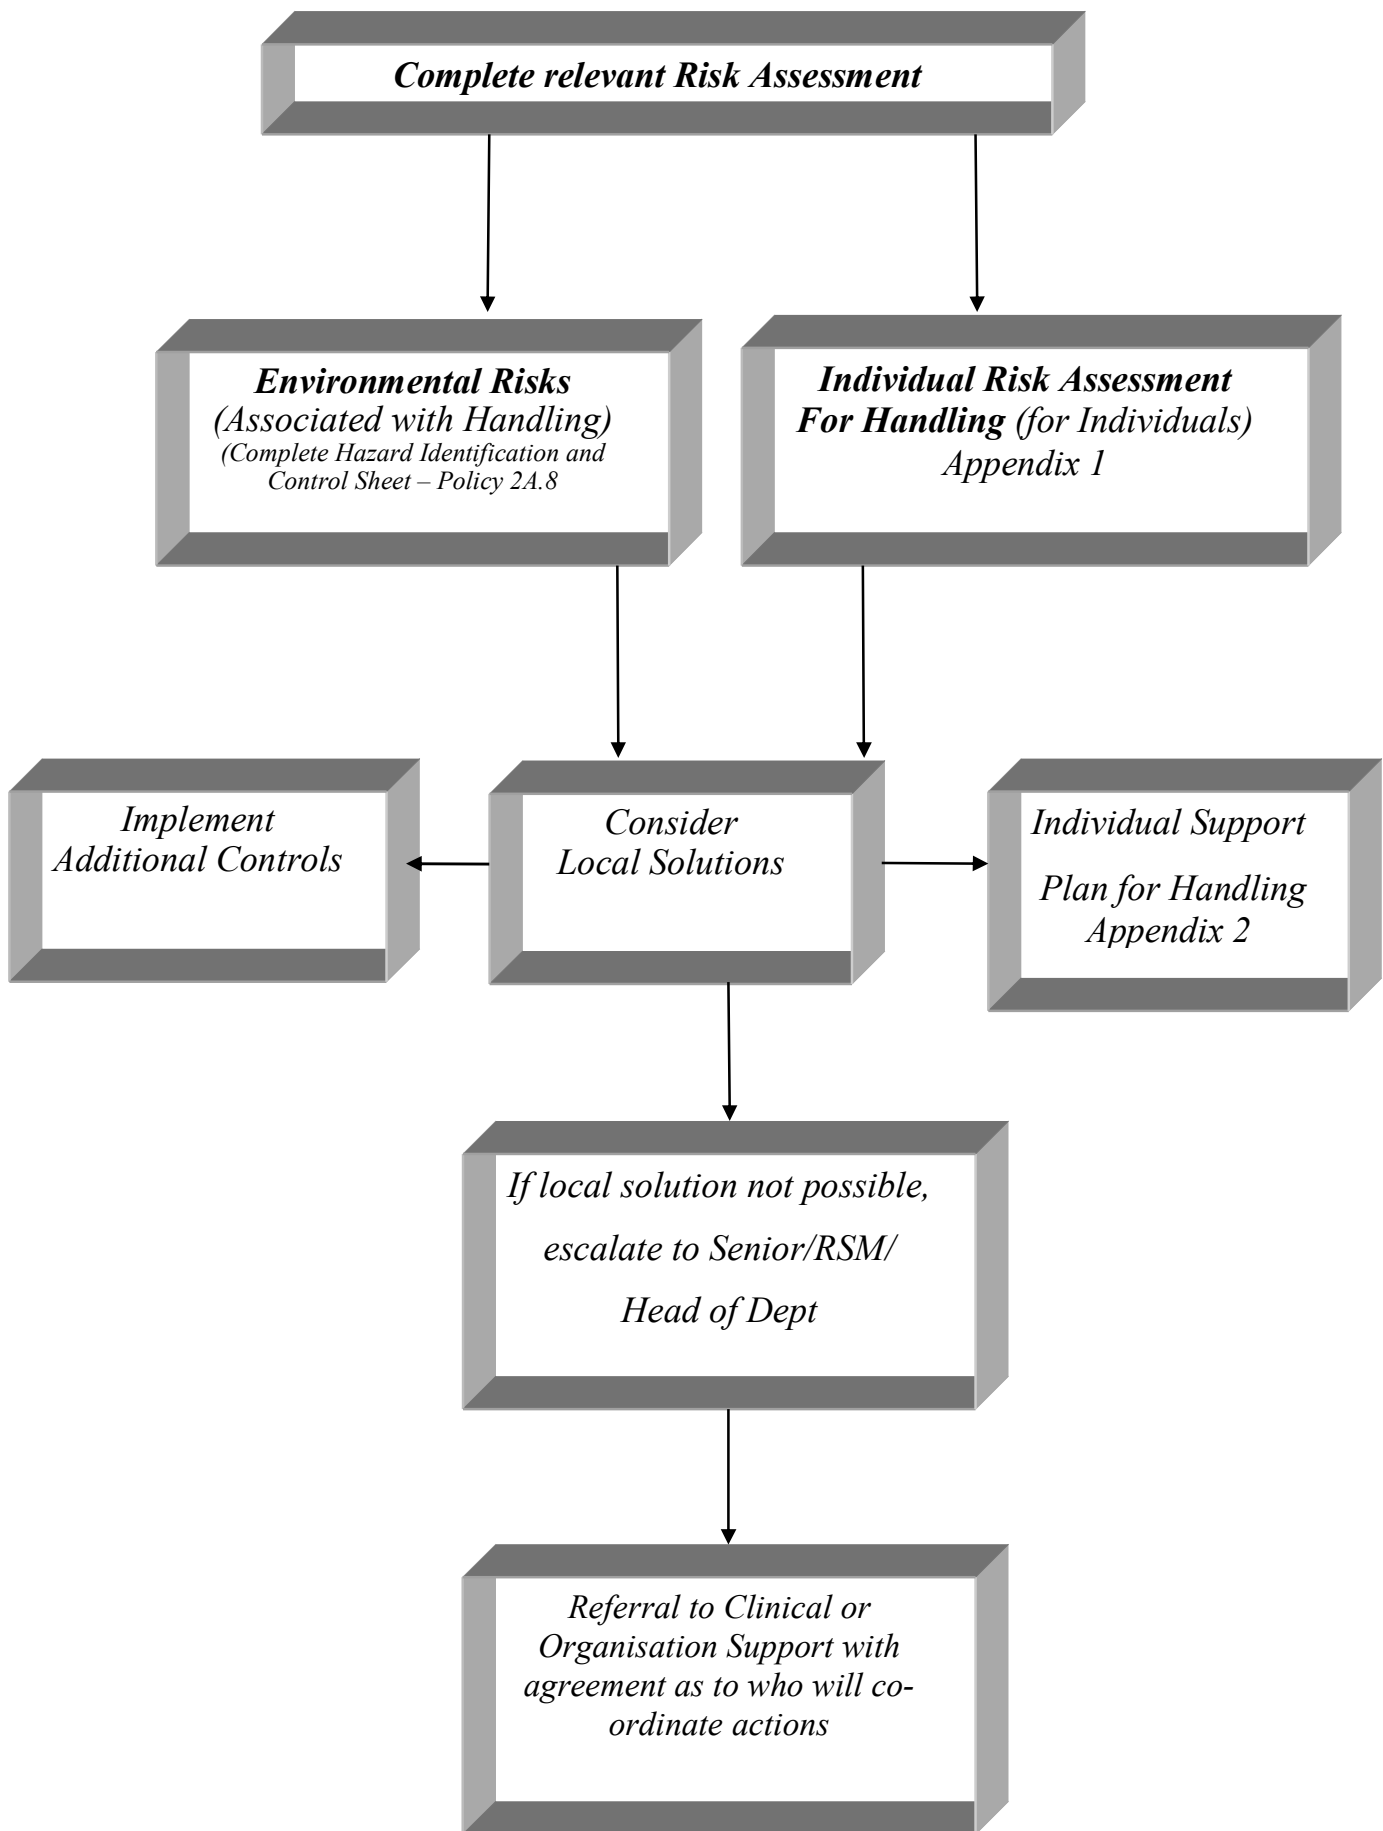 Complete relevant Risk Assessment
Environmental Risks
(Associated with Handling)
(Complete Hazard Identification and
Control Sheet – Policy 2A.8
Individual Risk Assessment
For Handling (for Individuals)
Appendix 1
Implement
Additional Controls
Consider
Local Solutions
Individual Support
Plan for Handling
Appendix 2
If local solution not possible,
escalate to Senior/RSM/
Head of Dept
Referral to Clinical or
Organisation Support with
agreement as to who will co-
ordinate actions